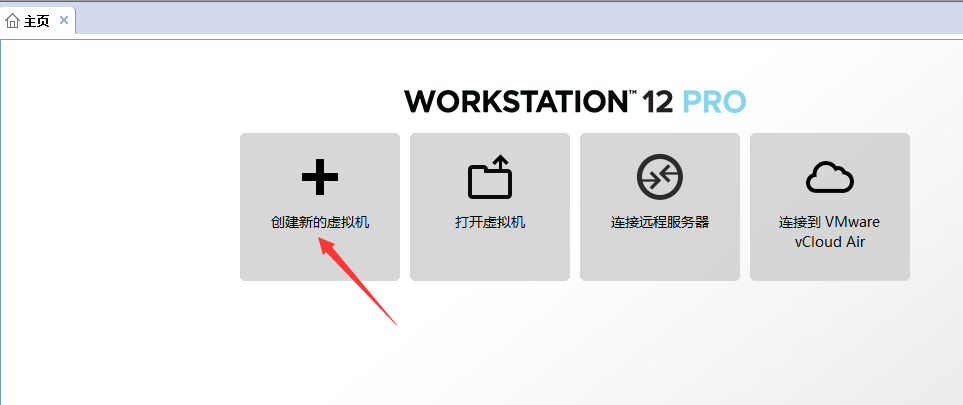 主页
WORKSTATION™ 12 PRO
创建新的虚拟机
打开虚拟机
连接远程服务器
连接到 VMware
vCloud Air